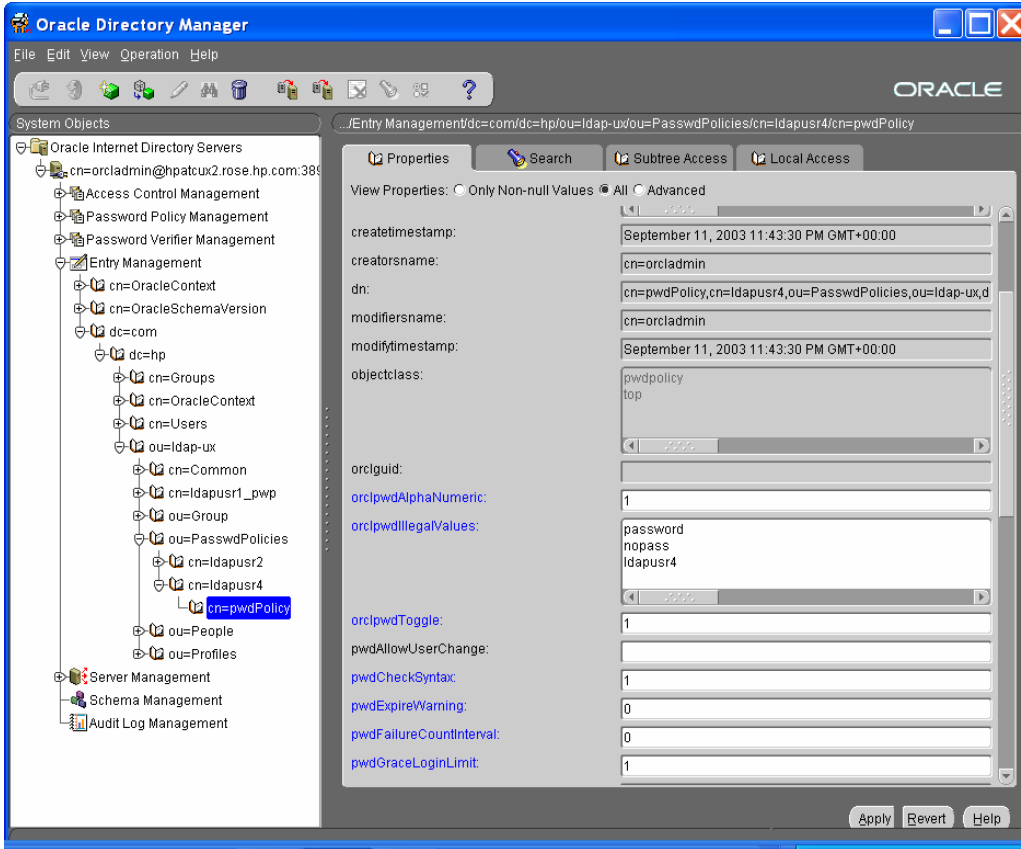 Oracle Directory Manager
File Edit View Operation Help
ORACLE
System Objects
.../Entry Management/dc=com/dc=hp/ou=ldap-ux/ou=PasswdPolicies/cn=ldapusr4/cn=pwdPolicy
Oracle Internet Directory Servers
cn=orcladmin@hpatcux2.rose.hp.com:389
Access Control Management
Password Policy Management
Password Verifier Management
Entry Management
cn=OracleContext
cn=OracleSchemaVersion
dc=com
dc=hp
cn=Groups
cn=OracleContext
cn=Users
ou=ldap-ux
cn=Common
cn=ldapusr1_pwp
ou=Group
ou=PasswdPolicies
cn=ldapusr2
cn=ldapusr4
cn=pwdPolicy
ou=People
ou=Profiles
Server Management
Schema Management
Audit Log Management
Properties Search Subtree Access Local Access
View Properties: Only Non-null Values All Advanced
createtimestamp: September 11, 2003 11:43:30 PM GMT+00:00
creatorsname: cn=orcladmin
dn: cn=pwdPolicy,cn=ldapusr4,ou=PasswdPolicies,ou=ldap-ux,d
modifiersname: cn=orcladmin
modifytimestamp: September 11, 2003 11:43:30 PM GMT+00:00
objectclass: pwdpolicy
top
orclguid:
orclpwdAlphaNumeric: 1
orclpwdIllegalValues: password
nopass
ldapusr4
orclpwdToggle: 1
pwdAllowUserChange:
pwdCheckSyntax: 1
pwdExpireWarning: 0
pwdFailureCountInterval: 0
pwdGraceLoginLimit: 1
Apply Revert Help